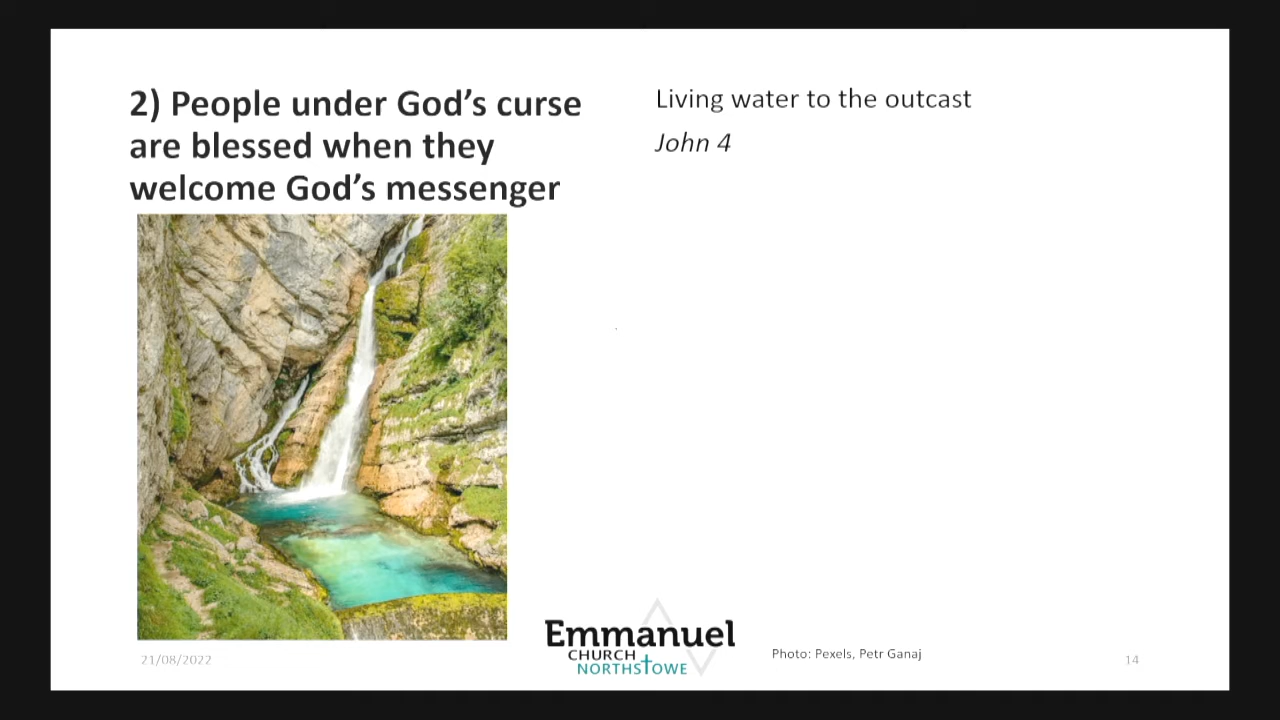 2) People under God’s curse
are blessed when they
welcome God’s messenger
Living water to the outcast
John 4
Emmanuel
CHURCH
NORTHSTOWE
Photo: Pexels, Petr Ganaj
21/08/2022
14